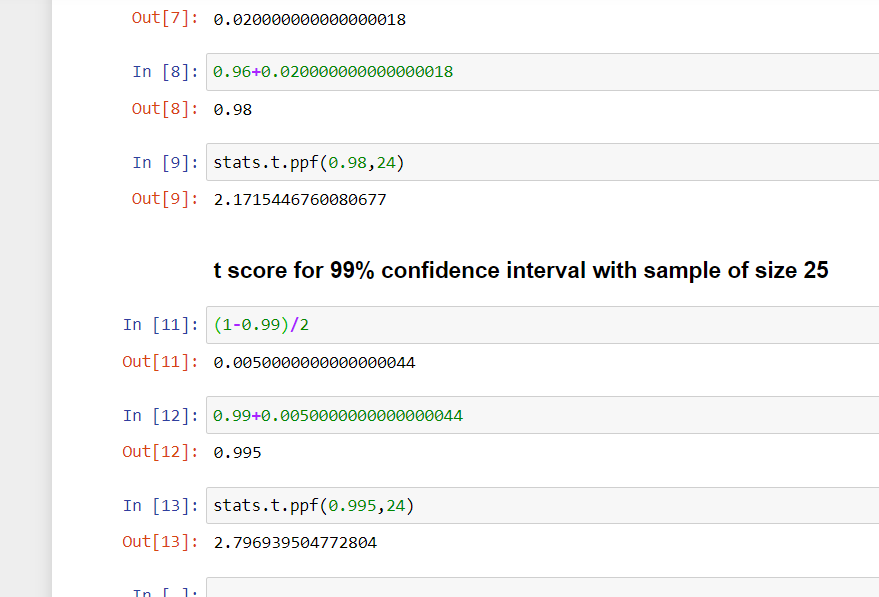 Out[7]: 0.020000000000000018
In [8]: 0.96+0.020000000000000018
Out[8]: 0.98
In [9]: stats.t.ppf(0.98,24)
Out[9]: 2.1715446760080677
t score for 99% confidence interval with sample of size 25
In [11]: (1-0.99)/2
Out[11]: 0.0050000000000000044
In [12]: 0.99+0.0050000000000000044
Out[12]: 0.995
In [13]: stats.t.ppf(0.995,24)
Out[13]: 2.796939504772804
In [ ]: